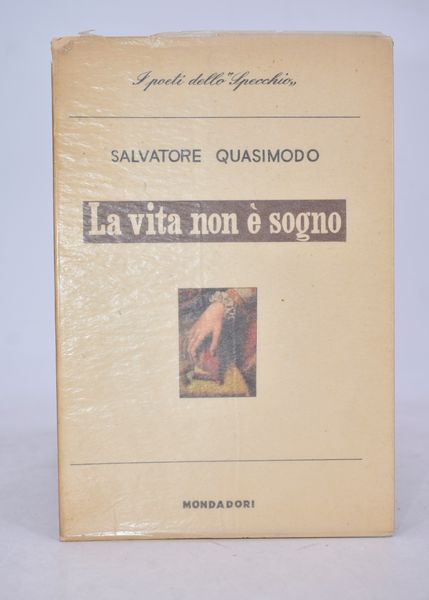 I poeti dello "Specchio"
SALVATORE QUASIMODO
La vita non è sogno
MONDADORI